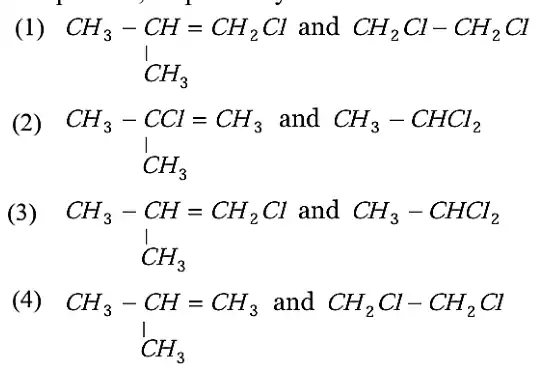 (1) CH₃ – CH = CH₂Cl and CH₂Cl – CH₂Cl
|
CH₃
(2) CH₃ – CCl = CH₃ and CH₃ – CHCl₂
|
CH₃
(3) CH₃ – CH = CH₂Cl and CH₃ – CHCl₂
|
CH₃
(4) CH₃ – CH = CH₃ and CH₂Cl – CH₂Cl
|
CH₃